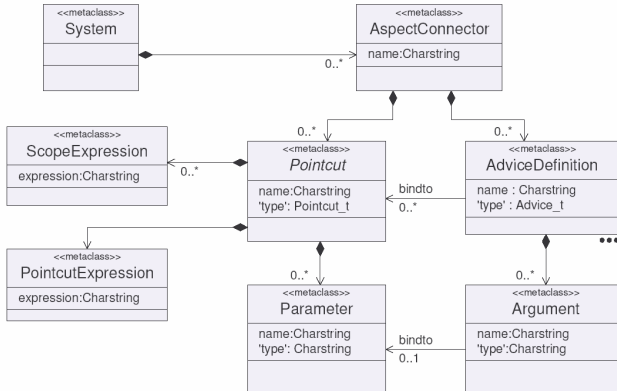 <<metaclass>>
System
<<metaclass>>
AspectConnector
name:Charstring
0..*
0..*
0..*
<<metaclass>>
ScopeExpression
expression:Charstring
0..*
<<metaclass>>
Pointcut
name:Charstring
'type': Pointcut_t
bindto
0..*
<<metaclass>>
AdviceDefinition
name : Charstring
'type' : Advice_t
<<metaclass>>
PointcutExpression
expression:Charstring
0..*
0..*
<<metaclass>>
Parameter
name:Charstring
'type': Charstring
bindto
0..1
<<metaclass>>
Argument
name:Charstring
'type':Charstring